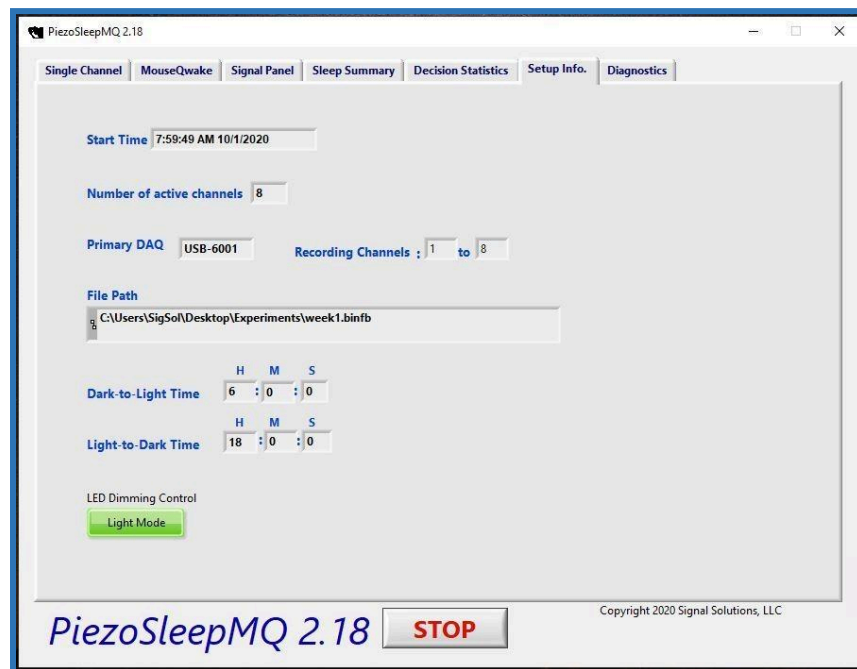 PiezoSleepMQ 2.18
Single Channel MouseQwake Signal Panel Sleep Summary Decision Statistics Setup Info. Diagnostics
Start Time 7:59:49 AM 10/1/2020
Number of active channels 8
Primary DAQ USB-6001 Recording Channels : 1 to 8
File Path
C:\Users\SigSol\Desktop\Experiments\week1.binfb
H M S
Dark-to-Light Time 6 : 0 : 0
H M S
Light-to-Dark Time 18 : 0 : 0
LED Dimming Control
Light Mode
Copyright 2020 Signal Solutions, LLC
PiezoSleepMQ 2.18 STOP